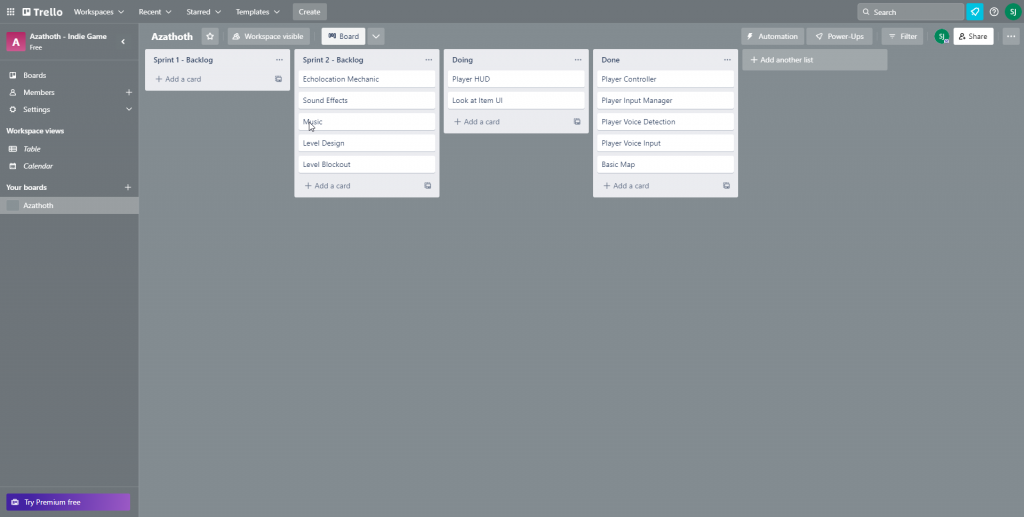 Trello
Workspaces
Recent
Starred
Templates
Create
Search
SJ
A
Azathoth - Indie Game
Free
Azathoth
Workspace visible
Board
Automation
Power-Ups
Filter
SJ
Share
Boards
Members
Settings
Workspace views
Table
Calendar
Your boards
Azathoth
Try Premium free
Sprint 1 - Backlog
Add a card
Sprint 2 - Backlog
Echolocation Mechanic
Sound Effects
Music
Level Design
Level Blockout
Add a card
Doing
Player HUD
Look at Item UI
Add a card
Done
Player Controller
Player Input Manager
Player Voice Detection
Player Voice Input
Basic Map
Add a card
Add another list